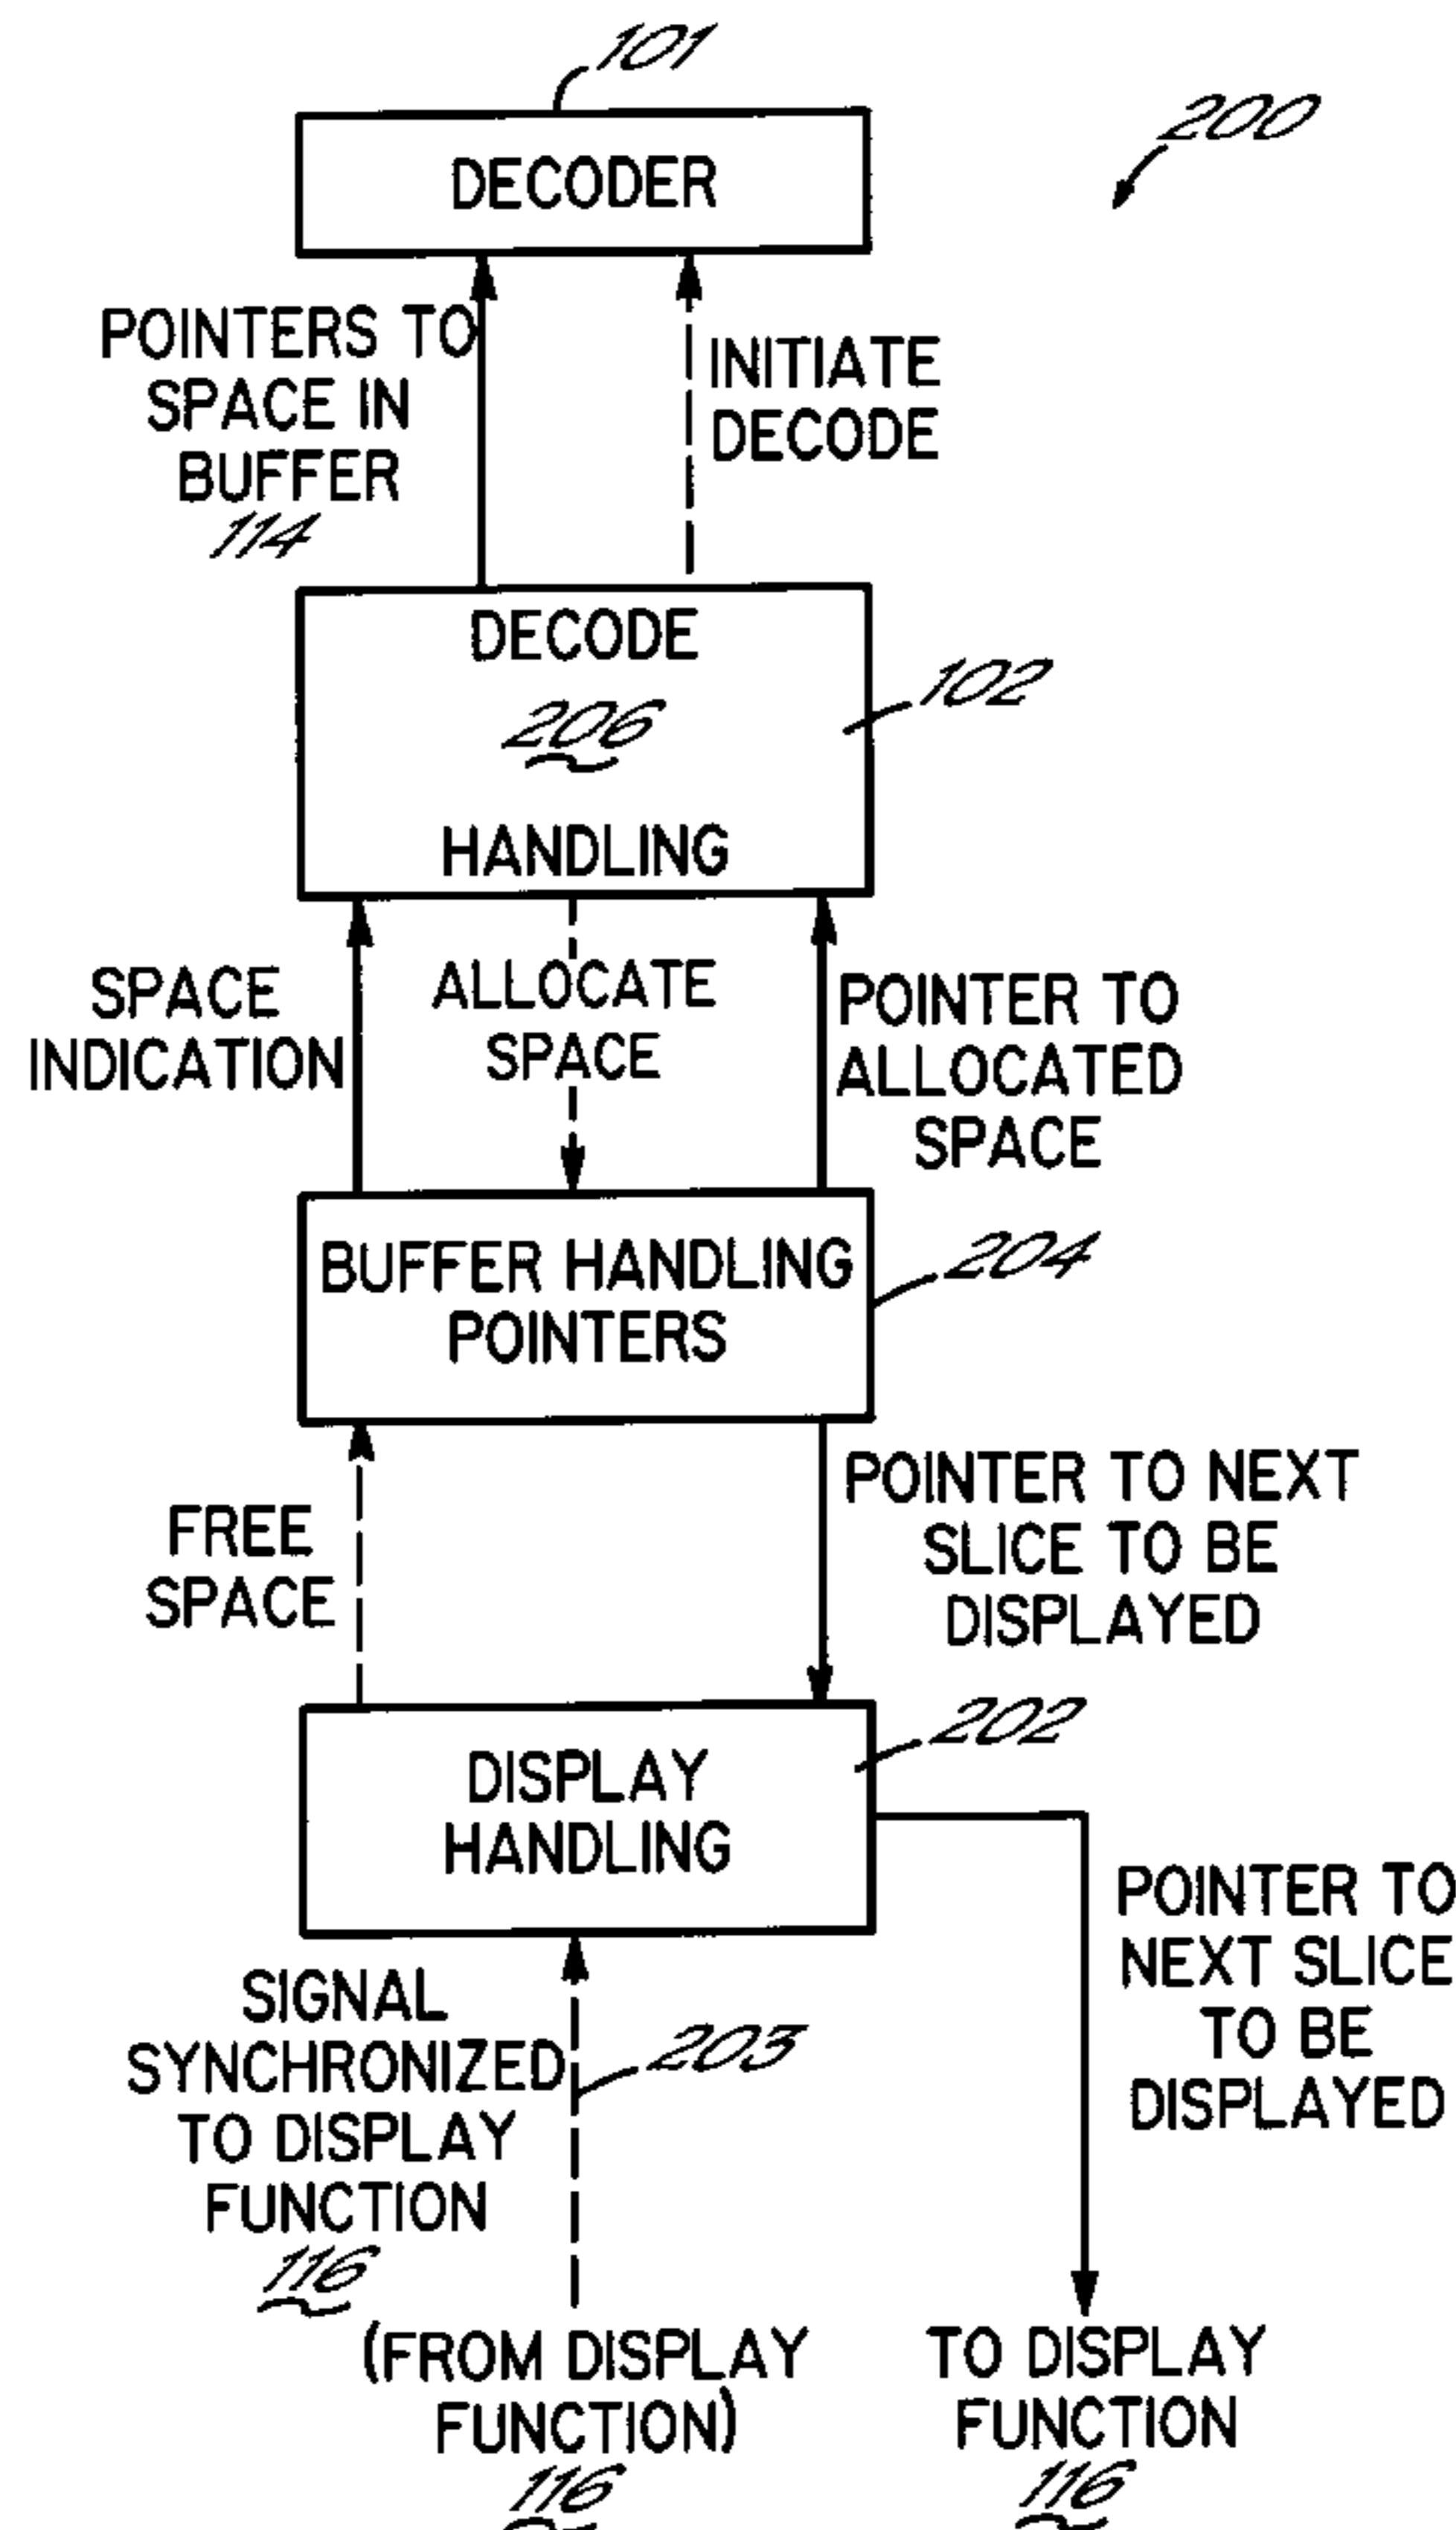 101
200
DECODER
POINTERS TO
SPACE IN
BUFFER
114
INITIATE
DECODE
DECODE
206
HANDLING
102
SPACE
INDICATION
ALLOCATE
SPACE
POINTER TO
ALLOCATED
SPACE
BUFFER HANDLING
POINTERS
204
FREE
SPACE
POINTER TO NEXT
SLICE TO BE
DISPLAYED
202
DISPLAY
HANDLING
POINTER TO
NEXT SLICE
TO BE
DISPLAYED
SIGNAL
SYNCHRONIZED
TO DISPLAY
FUNCTION
116
203
(FROM DISPLAY
FUNCTION)
116
TO DISPLAY
FUNCTION
116